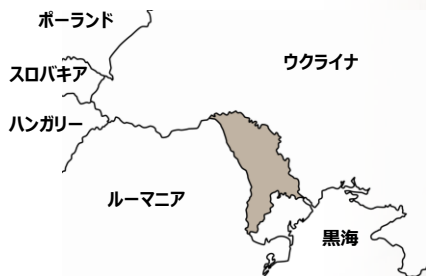 ポーランド
ウクライナ
スロバキア
ハンガリー
ルーマニア
黒海